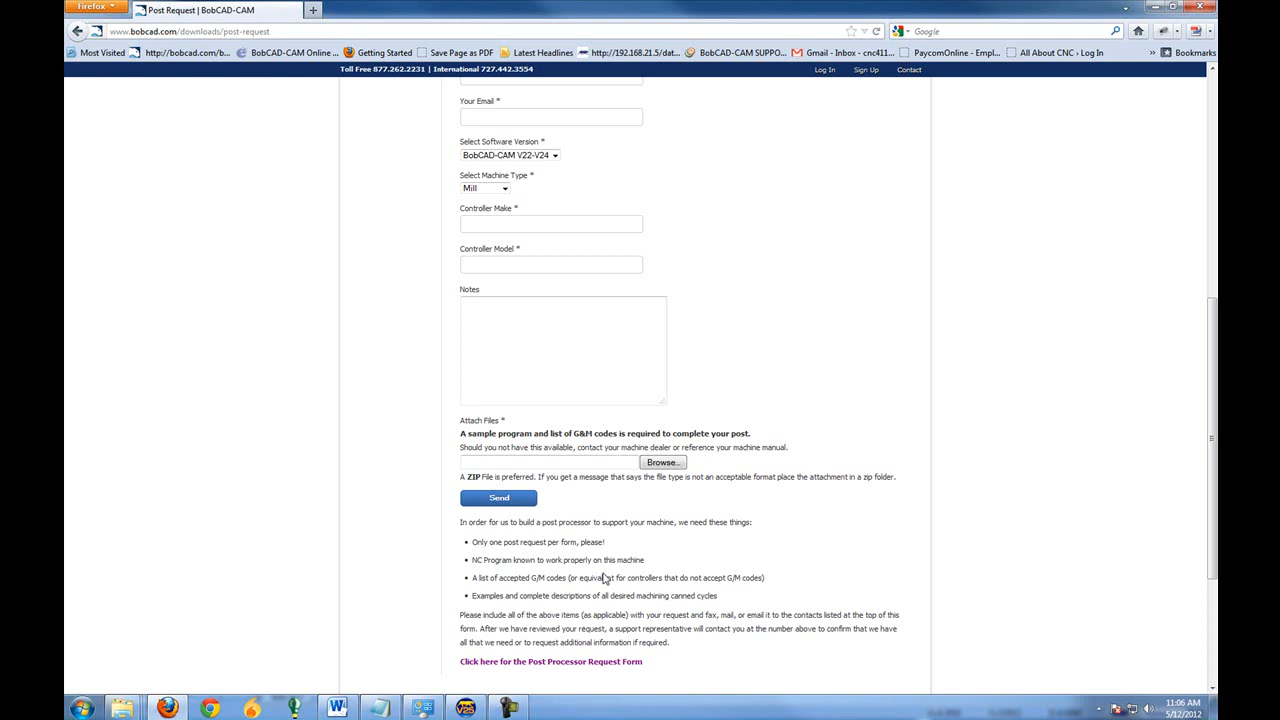 Firefox
Post Request | BobCAD-CAM
www.bobcad.com/downloads/post-request
Google
Most Visited
http://bobcad.com/b...
BobCAD-CAM Online ...
Getting Started
Save Page as PDF
Latest Headlines
http://192.168.21.5/dat...
BobCAD-CAM SUPPO...
Gmail - Inbox - cnc411...
PaycomOnline - Empl...
All About CNC › Log In
Bookmarks
Toll Free 877.262.2231 | International 727.442.3554
Log In
Sign Up
Contact
Your Email *
Select Software Version *
BobCAD-CAM V22-V24
Select Machine Type *
Mill
Controller Make *
Controller Model *
Notes
Attach Files *
A sample program and list of G&M codes is required to complete your post.
Should you not have this available, contact your machine dealer or reference your machine manual.
Browse...
A ZIP File is preferred. If you get a message that says the file type is not an acceptable format place the attachment in a zip folder.
Send
In order for us to build a post processor to support your machine, we need these things:
• Only one post request per form, please!
• NC Program known to work properly on this machine
• A list of accepted G/M codes (or equivalent for controllers that do not accept G/M codes)
• Examples and complete descriptions of all desired machining canned cycles
Please include all of the above items (as applicable) with your request and fax, mail, or email it to the contacts listed at the top of this
form. After we have reviewed your request, a support representative will contact you at the number above to confirm that we have
all that we need or to request additional information if required.
Click here for the Post Processor Request Form
V25
11:06 AM
5/12/2012